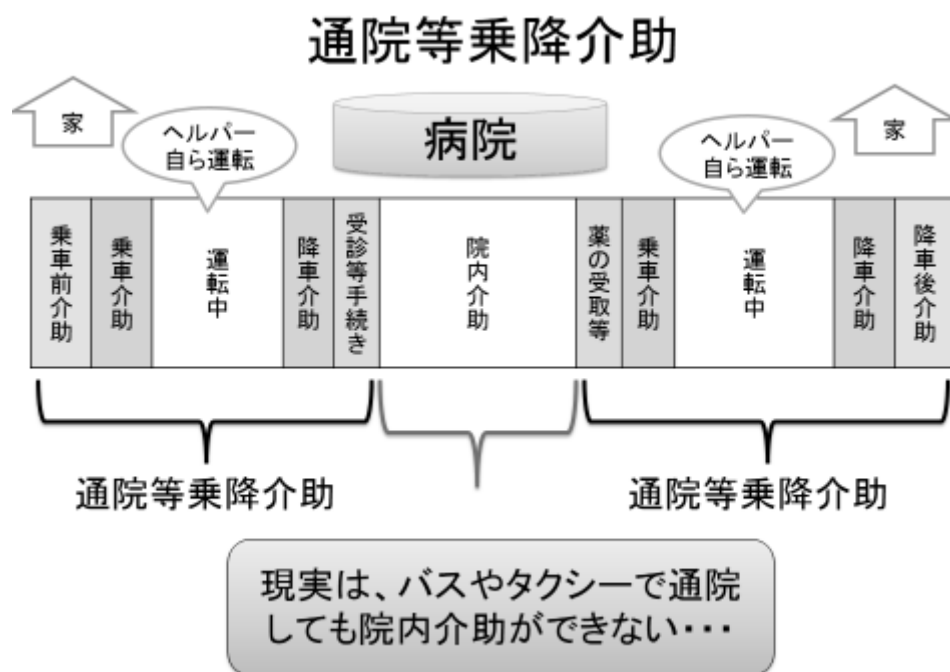 通院等乗降介助
家
ヘルパー
自ら運転
病院
ヘルパー
自ら運転
家
乗車前介助
乗車介助
運転中
降車介助
受診等手続き
院内介助
薬の受取等
乗車介助
運転中
降車介助
降車後介助
通院等乗降介助
通院等乗降介助
現実は、バスやタクシーで通院
しても院内介助ができない･･･